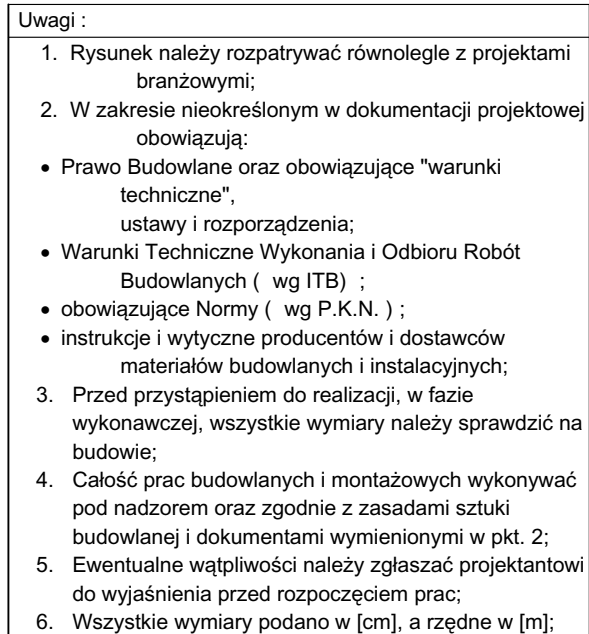 Uwagi :
1. Rysunek należy rozpatrywać równolegle z projektami
branżowymi;
2. W zakresie nieokreślonym w dokumentacji projektowej
obowiązują:
• Prawo Budowlane oraz obowiązujące "warunki
techniczne",
ustawy i rozporządzenia;
• Warunki Techniczne Wykonania i Odbioru Robót
Budowlanych ( wg ITB) ;
• obowiązujące Normy ( wg P.K.N. ) ;
• instrukcje i wytyczne producentów i dostawców
materiałów budowlanych i instalacyjnych;
3. Przed przystąpieniem do realizacji, w fazie
wykonawczej, wszystkie wymiary należy sprawdzić na
budowie;
4. Całość prac budowlanych i montażowych wykonywać
pod nadzorem oraz zgodnie z zasadami sztuki
budowlanej i dokumentami wymienionymi w pkt. 2;
5. Ewentualne wątpliwości należy zgłaszać projektantowi
do wyjaśnienia przed rozpoczęciem prac;
6. Wszystkie wymiary podano w [cm], a rzędne w [m];